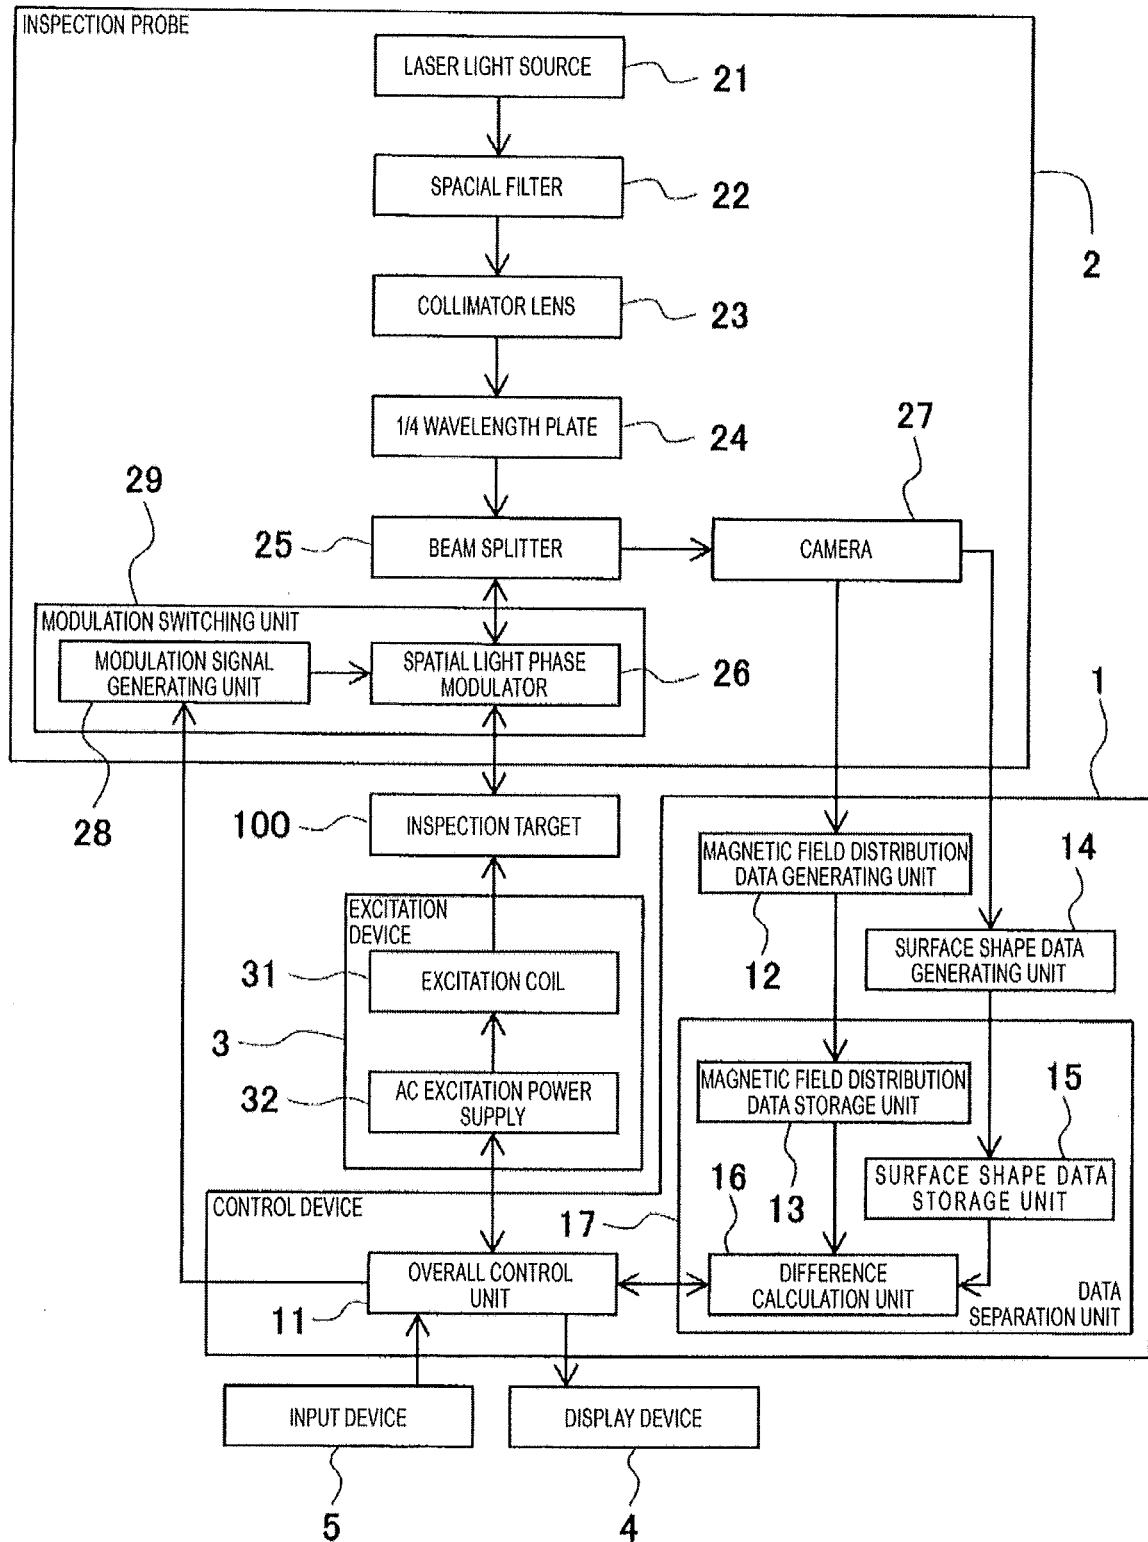 INSPECTION PROBE
LASER LIGHT SOURCE
21
SPACIAL FILTER
22
2
COLLIMATOR LENS
23
1/4 WAVELENGTH PLATE
24
27
29
25
BEAM SPLITTER
CAMERA
MODULATION SWITCHING UNIT
MODULATION SIGNAL
GENERATING UNIT
SPATIAL LIGHT PHASE
MODULATOR
26
1
28
100
INSPECTION TARGET
MAGNETIC FIELD DISTRIBUTION
DATA GENERATING UNIT
14
EXCITATION
DEVICE
12
SURFACE SHAPE DATA
GENERATING UNIT
31
EXCITATION COIL
3
32
AC EXCITATION POWER
SUPPLY
MAGNETIC FIELD DISTRIBUTION
DATA STORAGE UNIT
15
16
13
SURFACE SHAPE DATA
STORAGE UNIT
CONTROL DEVICE
17
OVERALL CONTROL
UNIT
11
DIFFERENCE
CALCULATION UNIT
DATA
SEPARATION UNIT
INPUT DEVICE
DISPLAY DEVICE
5
4